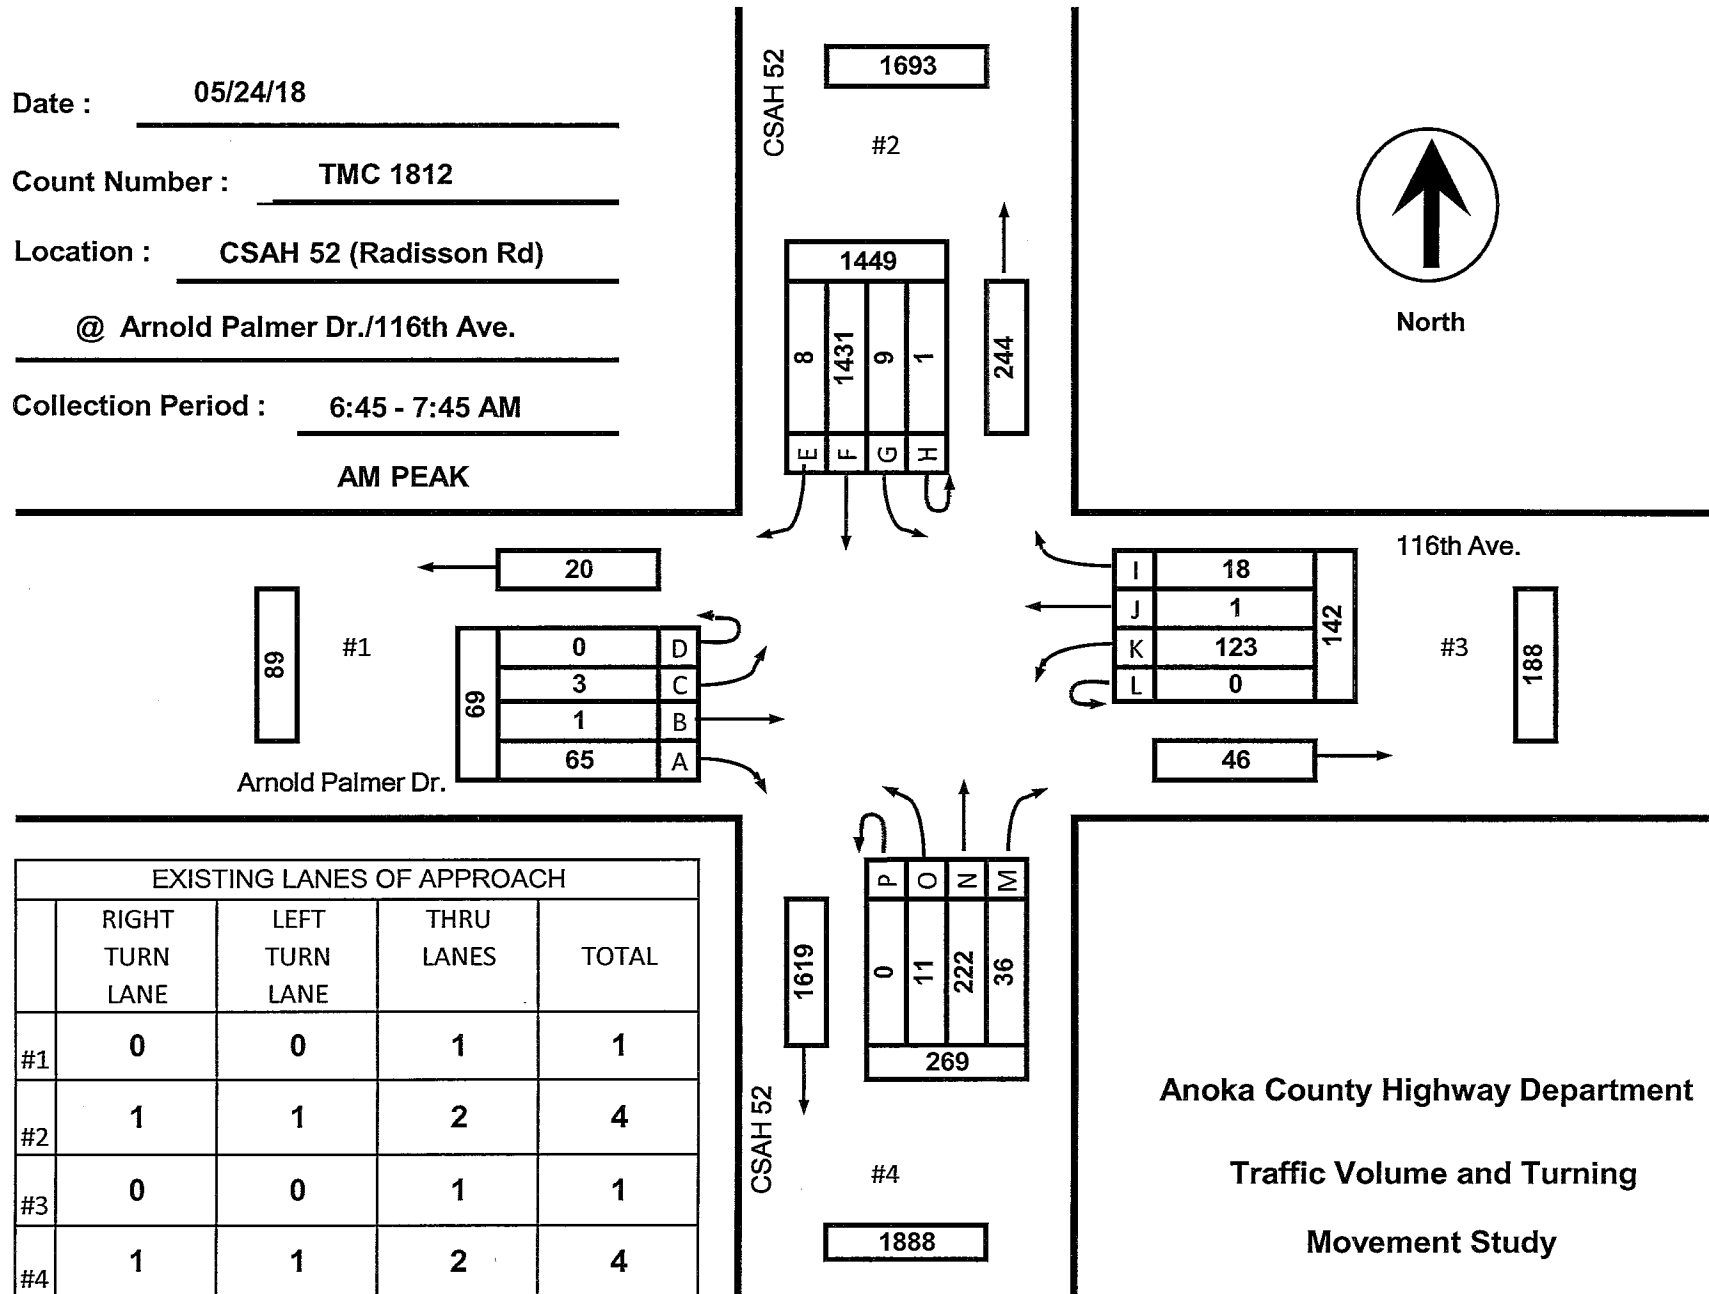 Date : 05/24/18
Count Number : TMC 1812
Location : CSAH 52 (Radisson Rd)
@ Arnold Palmer Dr./116th Ave.
Collection Period : 6:45 - 7:45 AM
AM PEAK
CSAH 52
1693
#2
1449
8 1431 9 1
E F G H
244
North
116th Ave.
20
89
#1
69
0 D
3 C
1 B
65 A
Arnold Palmer Dr.
I 18
J 1
K 123
L 0
142
#3
188
46
P O N M
0 11 222 36
269
1619
CSAH 52
#4
1888
EXISTING LANES OF APPROACH
RIGHT LEFT THRU
TURN TURN LANES TOTAL
LANE LANE
#1 0 0 1 1
#2 1 1 2 4
#3 0 0 1 1
#4 1 1 2 4
Anoka County Highway Department
Traffic Volume and Turning
Movement Study